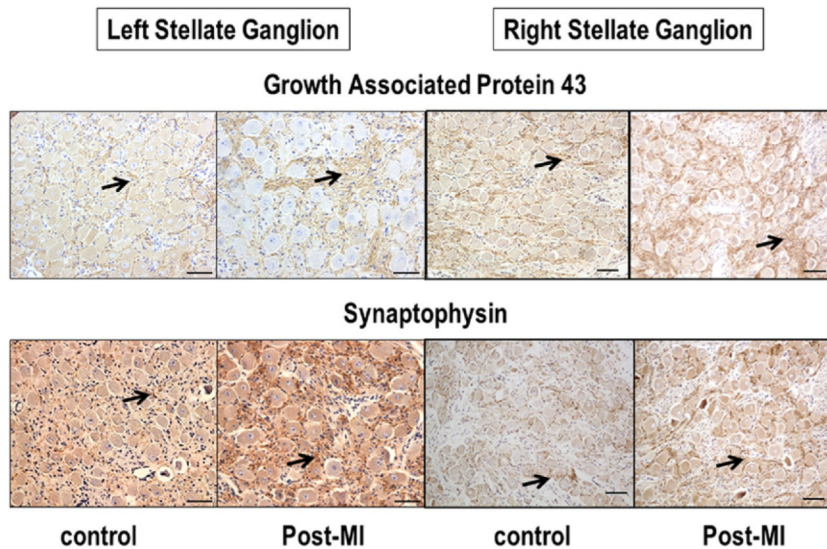 Left Stellate Ganglion
Right Stellate Ganglion
Growth Associated Protein 43
Synaptophysin
control
Post-MI
control
Post-MI